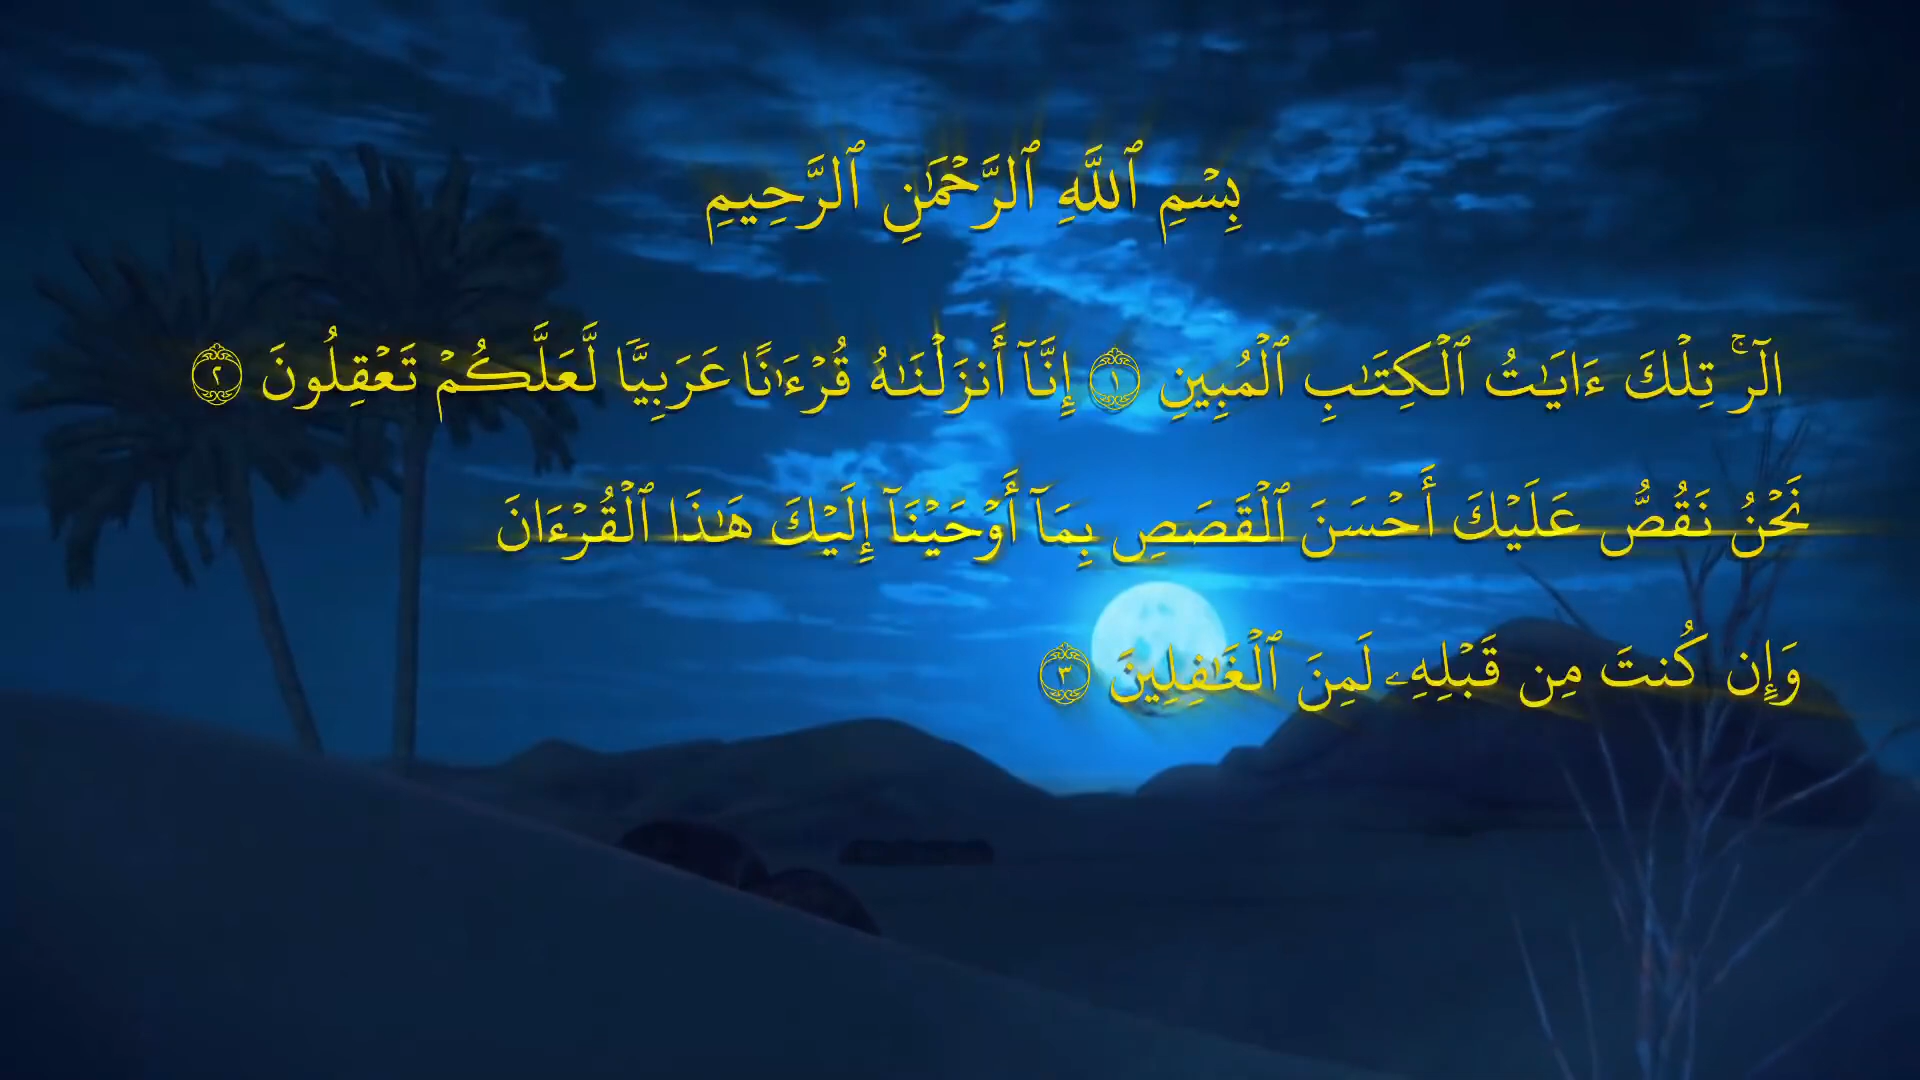 بِسۡمِ ٱللَّهِ ٱلرَّحۡمَٰنِ ٱلرَّحِيمِ
الٓرۚ تِلۡكَ ءَايَٰتُ ٱلۡكِتَٰبِ ٱلۡمُبِينِ ١ إِنَّآ أَنزَلۡنَٰهُ قُرۡءَٰنًا عَرَبِيّٗا لَّعَلَّكُمۡ تَعۡقِلُونَ ٢
نَحۡنُ نَقُصُّ عَلَيۡكَ أَحۡسَنَ ٱلۡقَصَصِ بِمَآ أَوۡحَيۡنَآ إِلَيۡكَ هَٰذَا ٱلۡقُرۡءَانَ
وَإِن كُنتَ مِن قَبۡلِهِۦ لَمِنَ ٱلۡغَٰفِلِينَ ٣